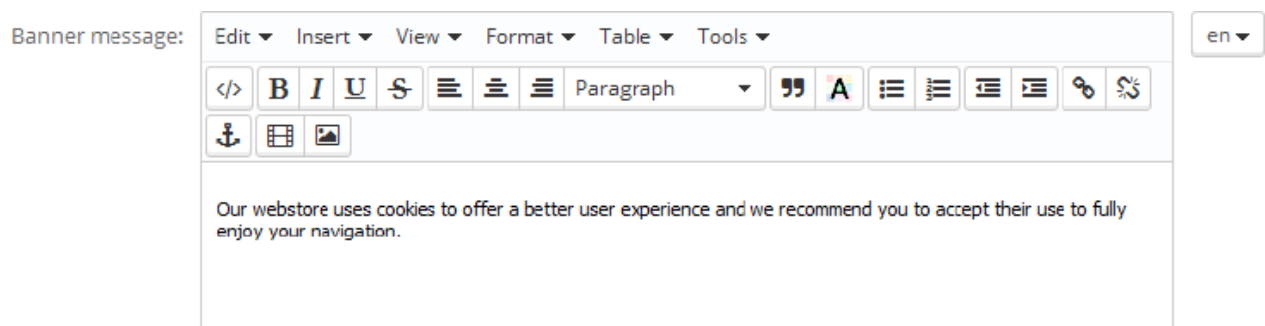 Banner message:
Edit Insert View Format Table Tools
en
</> B I U S Paragraph A
Our webstore uses cookies to offer a better user experience and we recommend you to accept their use to fully
enjoy your navigation.